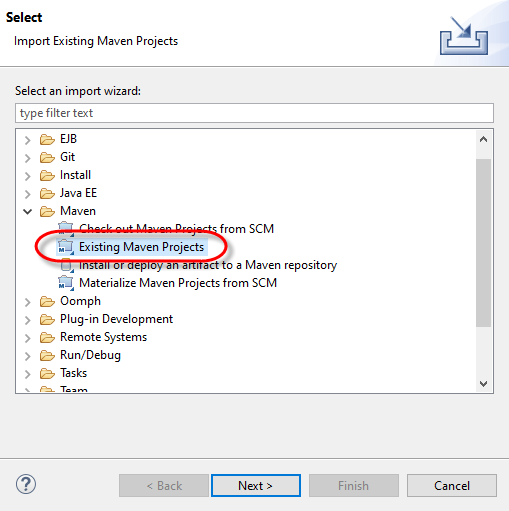 Select
Import Existing Maven Projects
Select an import wizard:
type filter text
EJB
Git
Install
Java EE
Maven
Check out Maven Projects from SCM
Existing Maven Projects
Install or deploy an artifact to a Maven repository
Materialize Maven Projects from SCM
Oomph
Plug-in Development
Remote Systems
Run/Debug
Tasks
Team
? < Back Next > Finish Cancel